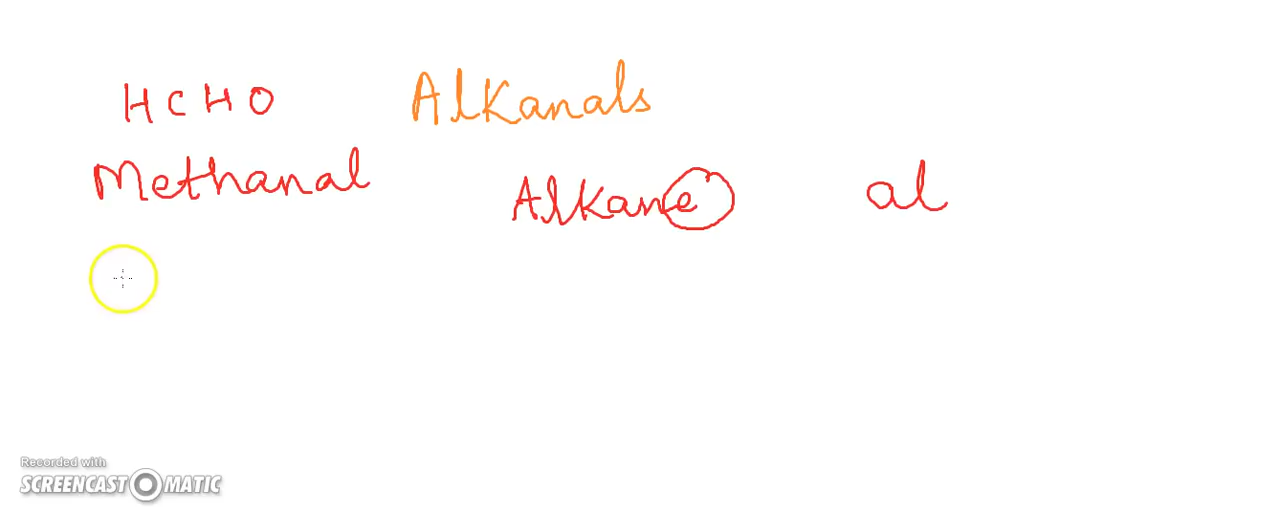 HCHO Alkanals
Methanal
Alkane al
Recorded with
SCREENCAST MATIC